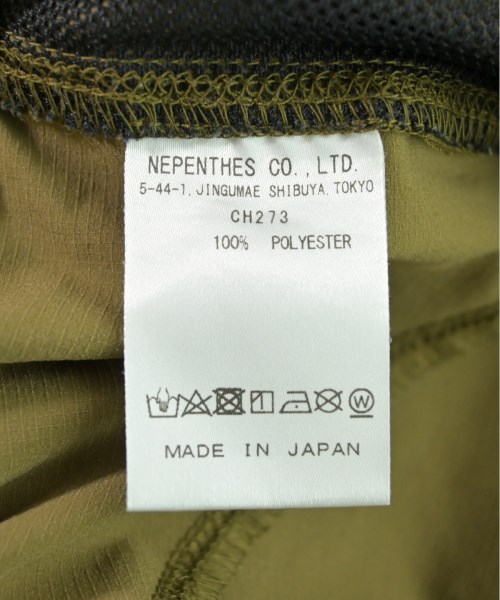 NEPENTHES CO., LTD.
5-44-1, JINGUMAE SHIBUYA, TOKYO
CH273
100% POLYESTER
W
MADE IN JAPAN